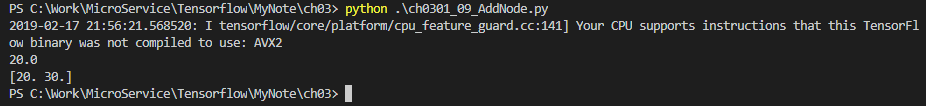 PS C:\Work\MicroService\Tensorflow\MyNote\ch03> python .\ch0301_09_AddNode.py
2019-02-17 21:56:21.568520: I tensorflow/core/platform/cpu_feature_guard.cc:141] Your CPU supports instructions that this TensorFl
ow binary was not compiled to use: AVX2
20.0
[20. 30.]
PS C:\Work\MicroService\Tensorflow\MyNote\ch03>